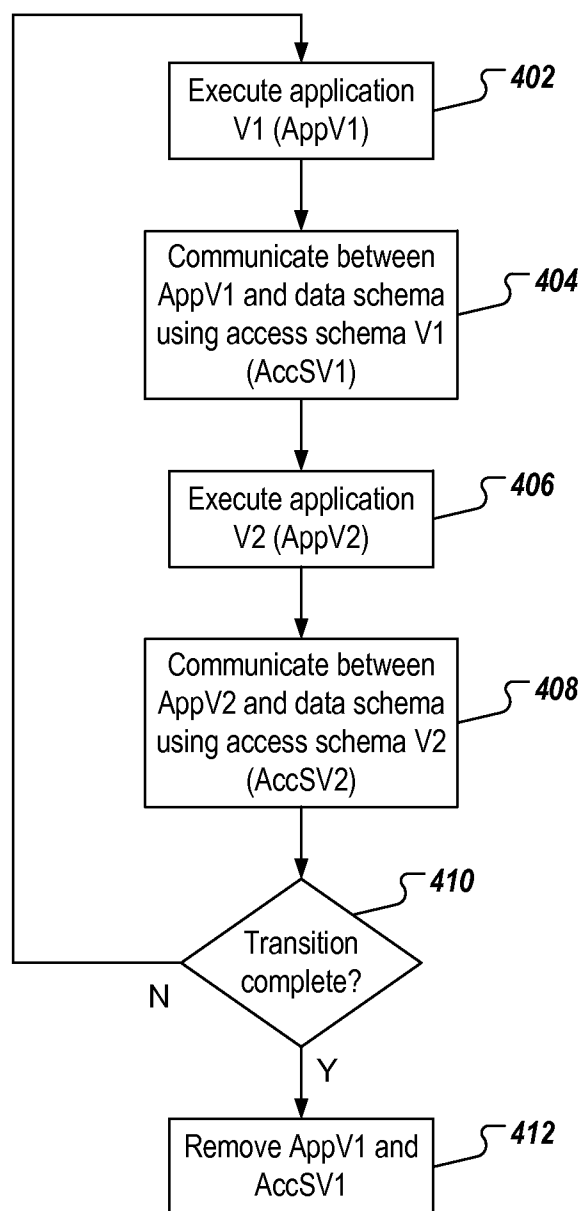 Execute application
V1 (AppV1)
402
Communicate between
AppV1 and data schema
using access schema V1
(AccSV1)
404
Execute application
V2 (AppV2)
406
Communicate between
AppV2 and data schema
using access schema V2
(AccSV2)
408
410
Transition
complete?
N
Y
Remove AppV1 and
AccSV1
412